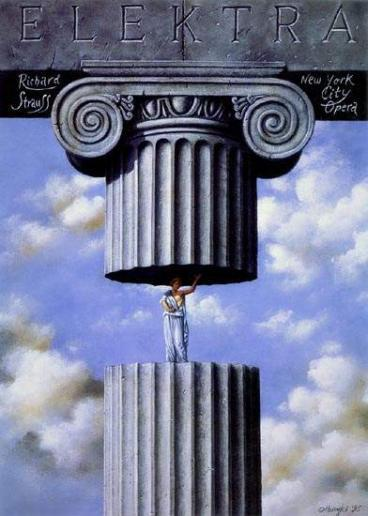 ELEKTRA
Richard
Strauss
New York
City
Opera